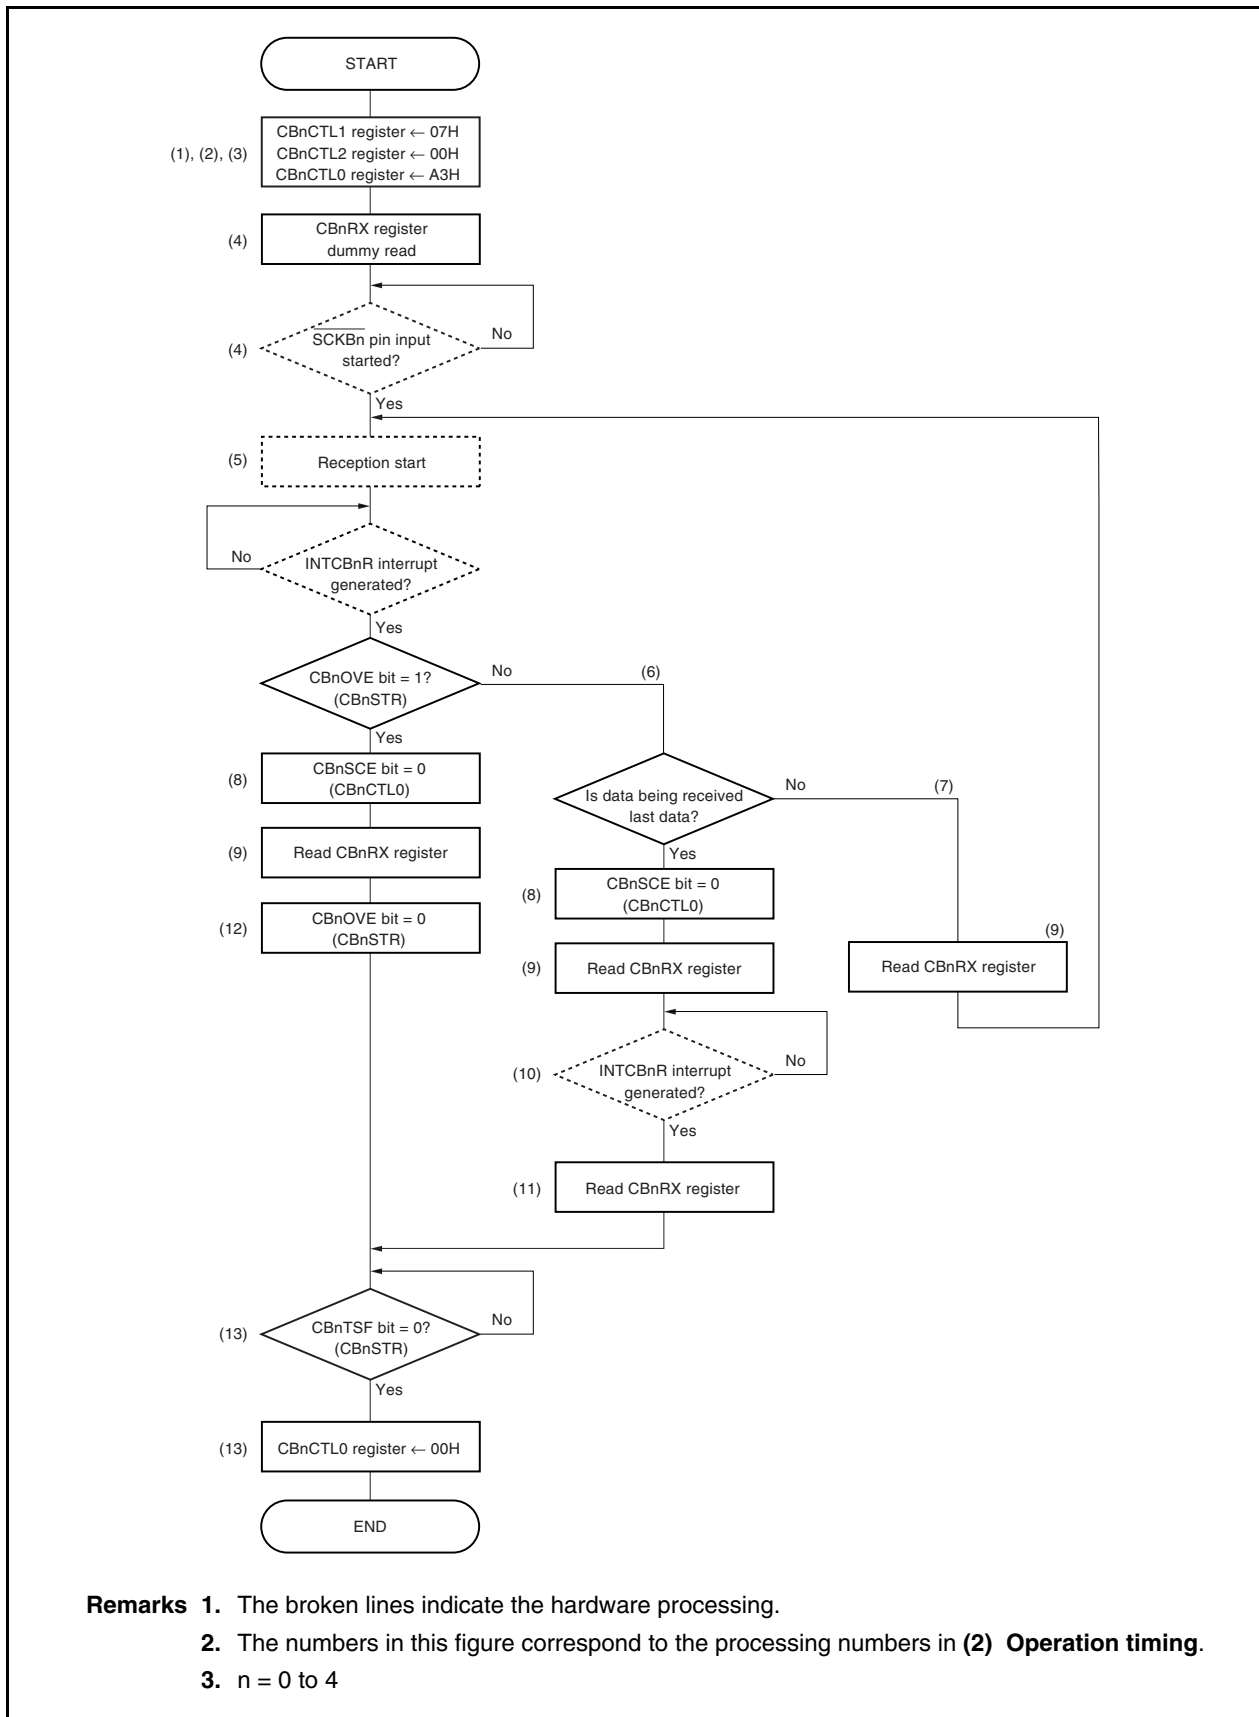 START
(1), (2), (3)
CBnCTL1 register ← 07H
CBnCTL2 register ← 00H
CBnCTL0 register ← A3H
(4)
CBnRX register
dummy read
(4)
SCKBn pin input
started?
No
Yes
(5)
Reception start
No
INTCBnR interrupt
generated?
Yes
CBnOVE bit = 1?
(CBnSTR)
No
(6)
Yes
(8)
CBnSCE bit = 0
(CBnCTL0)
(9)
Read CBnRX register
(12)
CBnOVE bit = 0
(CBnSTR)
Is data being received
last data?
No
(7)
Yes
(8)
CBnSCE bit = 0
(CBnCTL0)
(9)
Read CBnRX register
(9)
Read CBnRX register
(10)
INTCBnR interrupt
generated?
No
Yes
(11)
Read CBnRX register
(13)
CBnTSF bit = 0?
(CBnSTR)
No
Yes
(13)
CBnCTL0 register ← 00H
END
Remarks 1. The broken lines indicate the hardware processing.
2. The numbers in this figure correspond to the processing numbers in (2) Operation timing.
3. n = 0 to 4